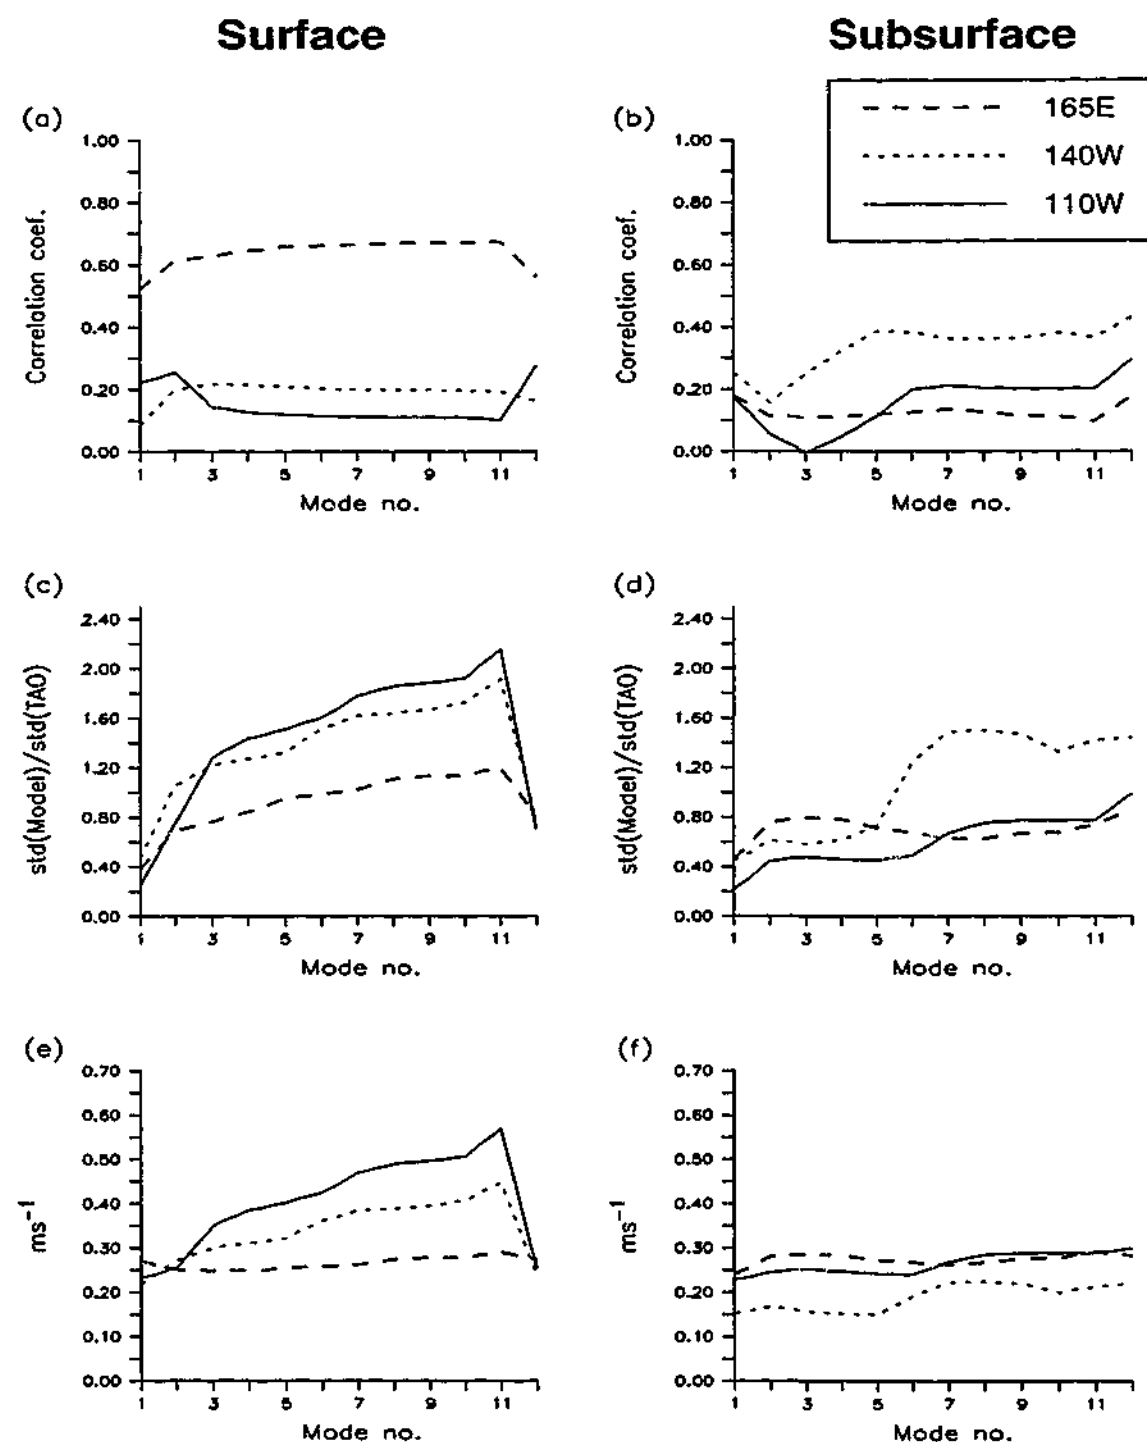 Surface
Subsurface
165E
140W
110W
(a)
Correlation coef.
1.00
0.80
0.60
0.40
0.20
0.00
1 3 5 7 9 11
Mode no.
(b)
Correlation coef.
1.00
0.80
0.60
0.40
0.20
0.00
1 3 5 7 9 11
Mode no.
(c)
std(Model)/std(TAO)
2.40
2.00
1.60
1.20
0.80
0.40
0.00
1 3 5 7 9 11
Mode no.
(d)
std(Model)/std(TAO)
2.40
2.00
1.60
1.20
0.80
0.40
0.00
1 3 5 7 9 11
Mode no.
(e)
ms⁻¹
0.70
0.60
0.50
0.40
0.30
0.20
0.10
0.00
1 3 5 7 9 11
Mode no.
(f)
ms⁻¹
0.70
0.60
0.50
0.40
0.30
0.20
0.10
0.00
1 3 5 7 9 11
Mode no.